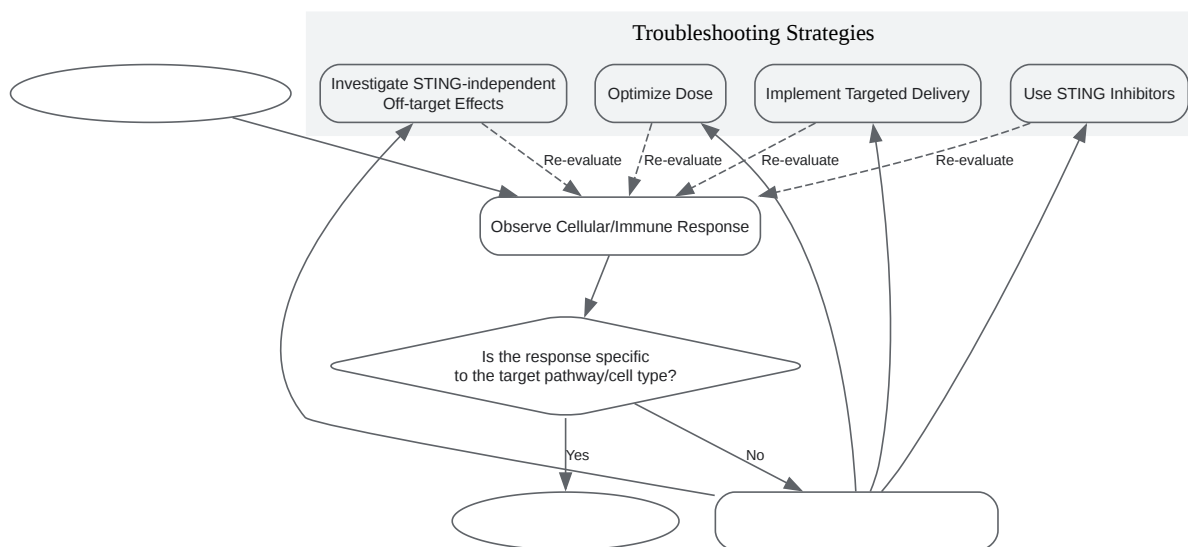 Troubleshooting Strategies
Investigate STING-independent
Off-target Effects
Optimize Dose
Implement Targeted Delivery
Use STING Inhibitors
Re-evaluate
Re-evaluate
Re-evaluate
Re-evaluate
Observe Cellular/Immune Response
Is the response specific
to the target pathway/cell type?
Yes
No